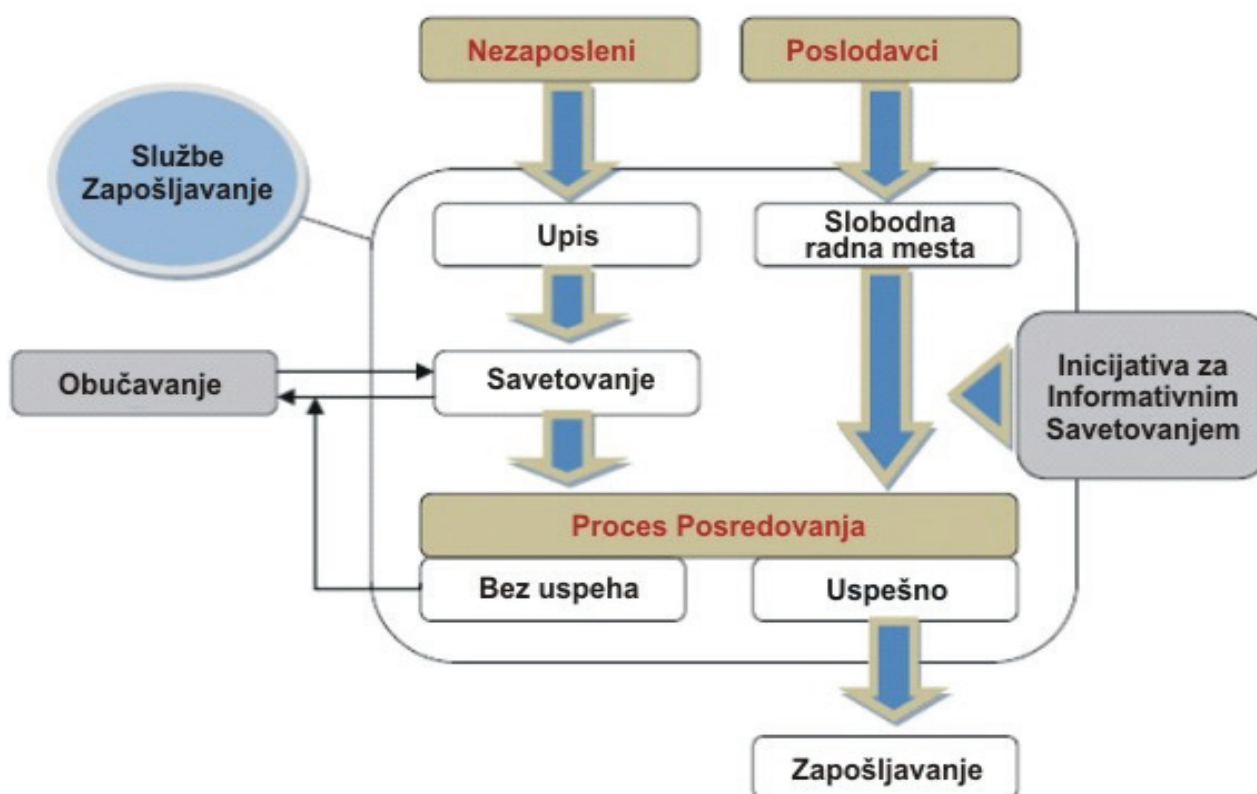 Nezaposleni
Poslodavci
Službe
Zapošljavanje
Upis
Slobodna
radna mesta
Obučavanje
Savetovanje
Inicijativa za
Informativnim
Savetovanjem
Proces Posredovanja
Bez uspeha
Uspešno
Zapošljavanje